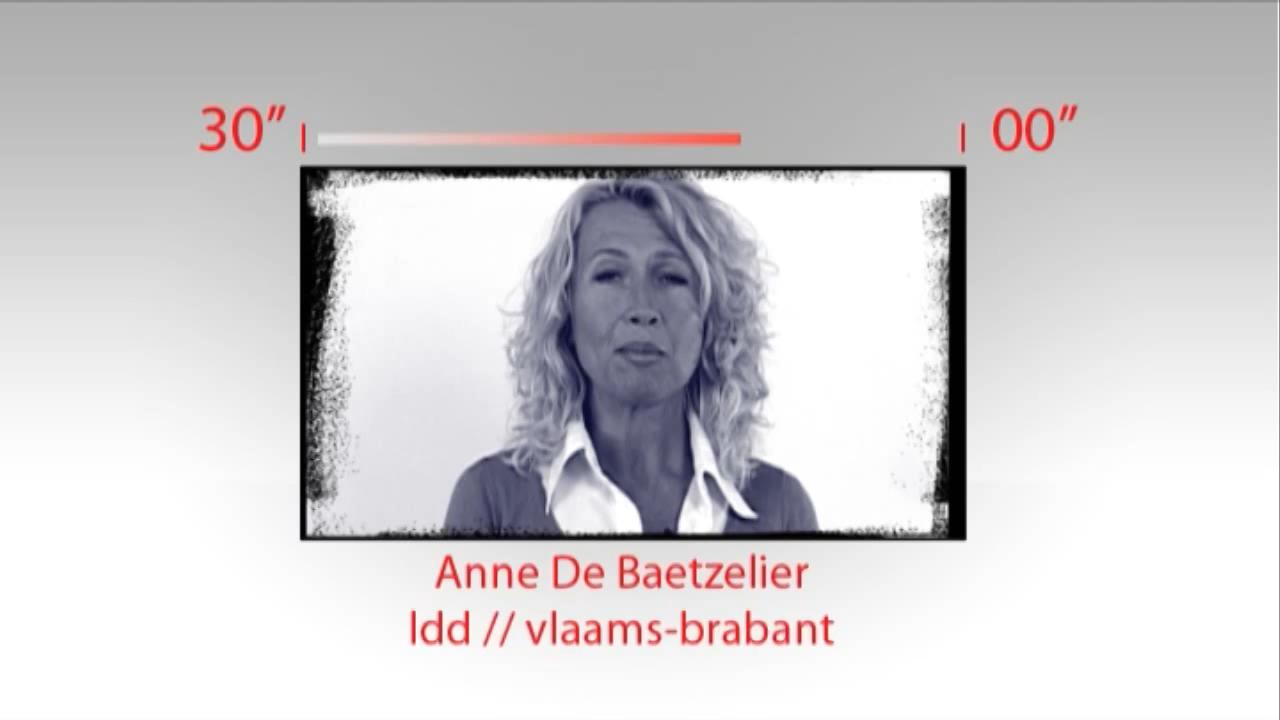 30” 00”
Anne De Baetzelier
ldd // vlaams-brabant